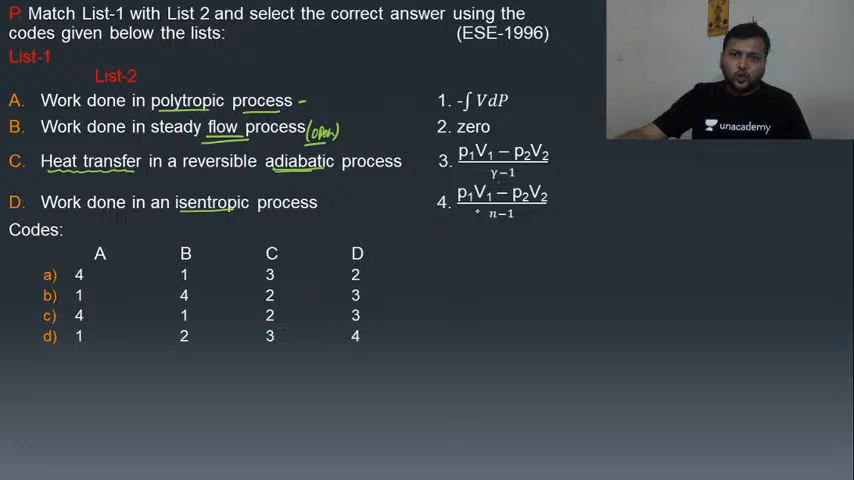 P. Match List-1 with List 2 and select the correct answer using the
codes given below the lists: (ESE-1996)
List-1
List-2
A. Work done in polytropic process - 1. -∫ VdP
B. Work done in steady flow process (open) 2. zero
C. Heat transfer in a reversible adiabatic process 3. p₁V₁ – p₂V₂ / γ−1
D. Work done in an isentropic process 4. p₁V₁ – p₂V₂ / n−1
Codes:
A B C D
a) 4 1 3 2
b) 1 4 2 3
c) 4 1 2 3
d) 1 2 3 4
unacademy